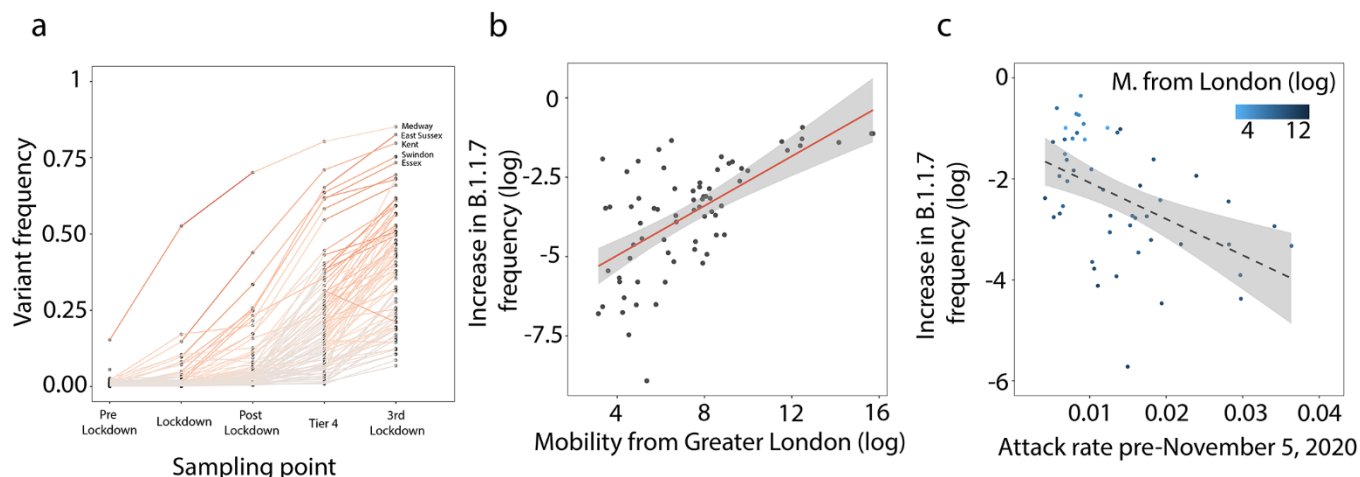 a
Variant frequency
1
0.75
0.50
0.25
0.00
Medway
East Sussex
Kent
Swindon
Essex
Pre
Lockdown
Lockdown
Post
Lockdown
Tier 4
3rd
Lockdown
Sampling point
b
Increase in B.1.1.7
frequency (log)
0
-2.5
-5
-7.5
4
8
12
16
Mobility from Greater London (log)
c
Increase in B.1.1.7
frequency (log)
0
-2
-4
-6
M. from London (log)
4 12
0.01
0.02
0.03
0.04
Attack rate pre-November 5, 2020